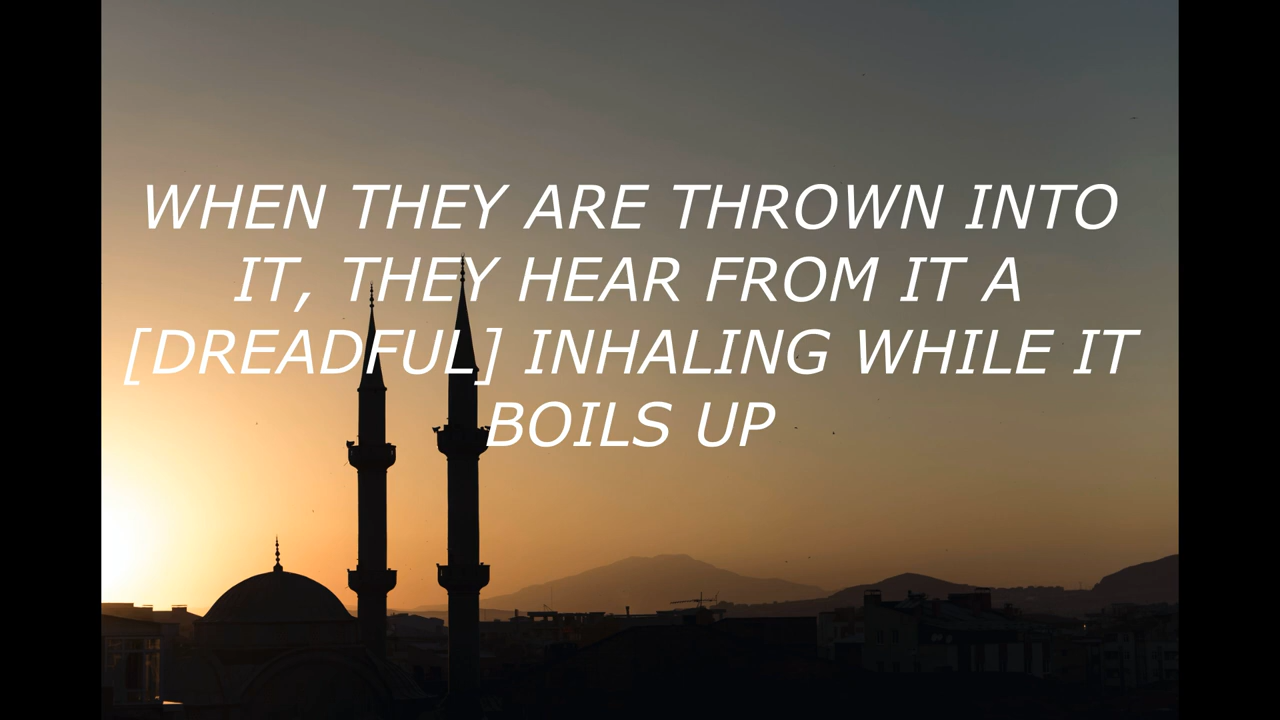 WHEN THEY ARE THROWN INTO
IT, THEY HEAR FROM IT A
[DREADFUL] INHALING WHILE IT
BOILS UP